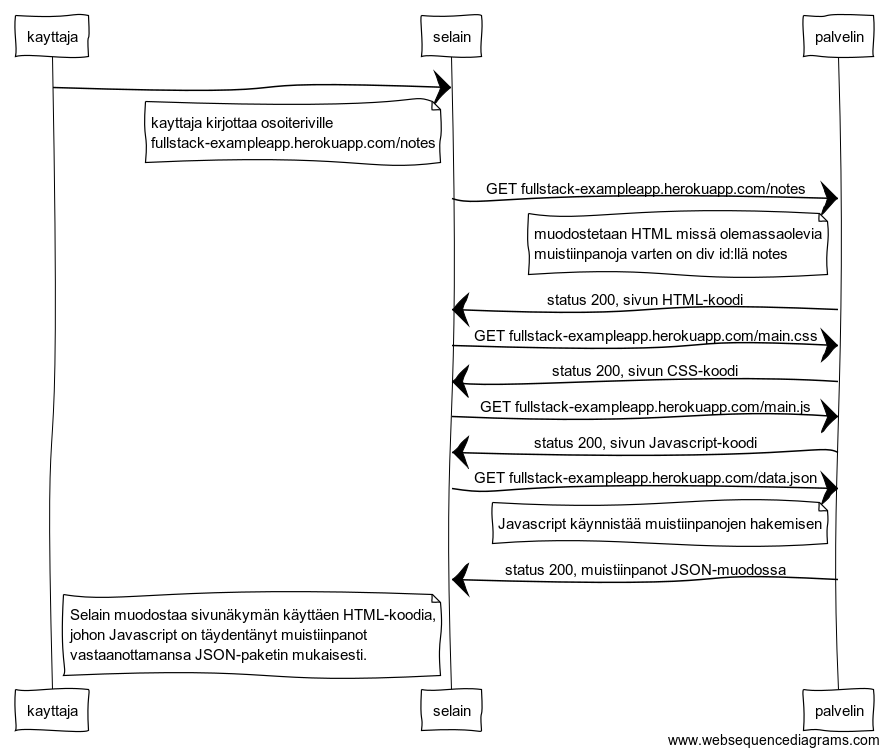 kayttaja
selain
palvelin
kayttaja kirjottaa osoiteriville
fullstack-exampleapp.herokuapp.com/notes
GET fullstack-exampleapp.herokuapp.com/notes
muodostetaan HTML missä olemassaolevia
muistiinpanoja varten on div id:llä notes
status 200, sivun HTML-koodi
GET fullstack-exampleapp.herokuapp.com/main.css
status 200, sivun CSS-koodi
GET fullstack-exampleapp.herokuapp.com/main.js
status 200, sivun Javascript-koodi
GET fullstack-exampleapp.herokuapp.com/data.json
Javascript käynnistää muistiinpanojen hakemisen
status 200, muistiinpanot JSON-muodossa
Selain muodostaa sivunäkymän käyttäen HTML-koodia,
johon Javascript on täydentänyt muistiinpanot
vastaanottamansa JSON-paketin mukaisesti.
kayttaja
selain
palvelin
www.websequencediagrams.com